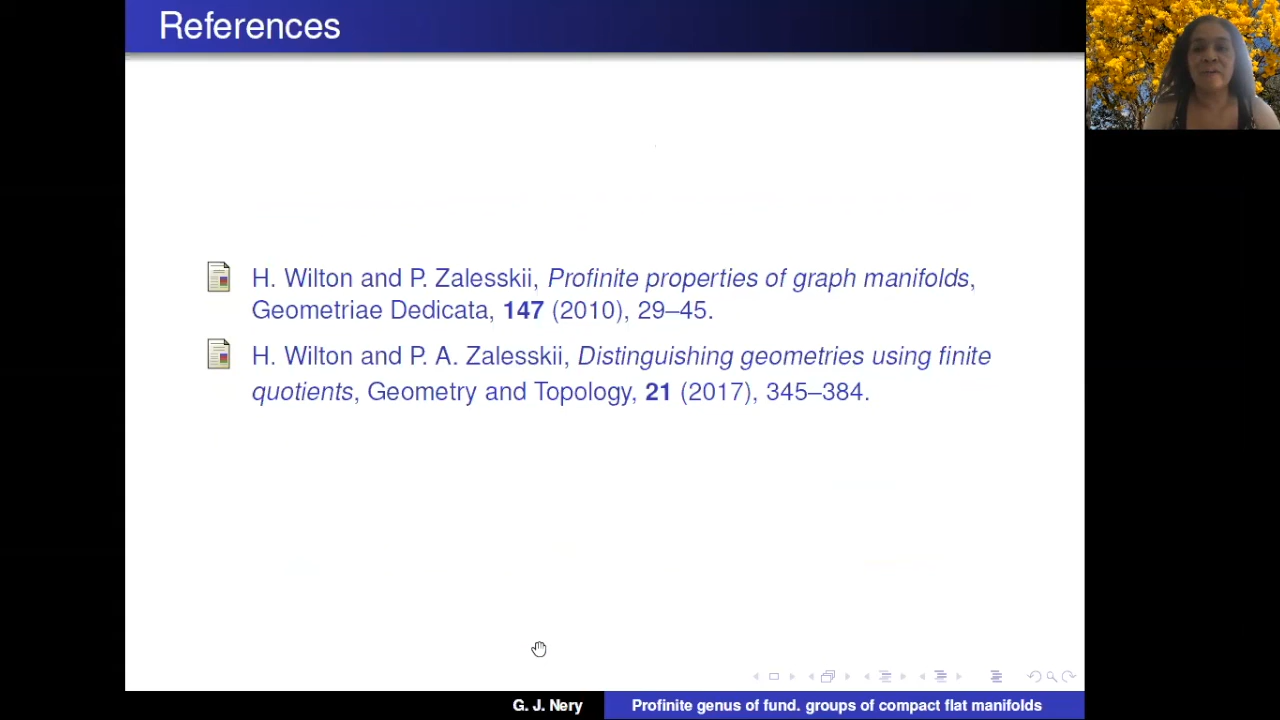 References
H. Wilton and P. Zalesskii, Profinite properties of graph manifolds,
Geometriae Dedicata, 147 (2010), 29–45.
H. Wilton and P. A. Zalesskii, Distinguishing geometries using finite
quotients, Geometry and Topology, 21 (2017), 345–384.
G. J. Nery Profinite genus of fund. groups of compact flat manifolds